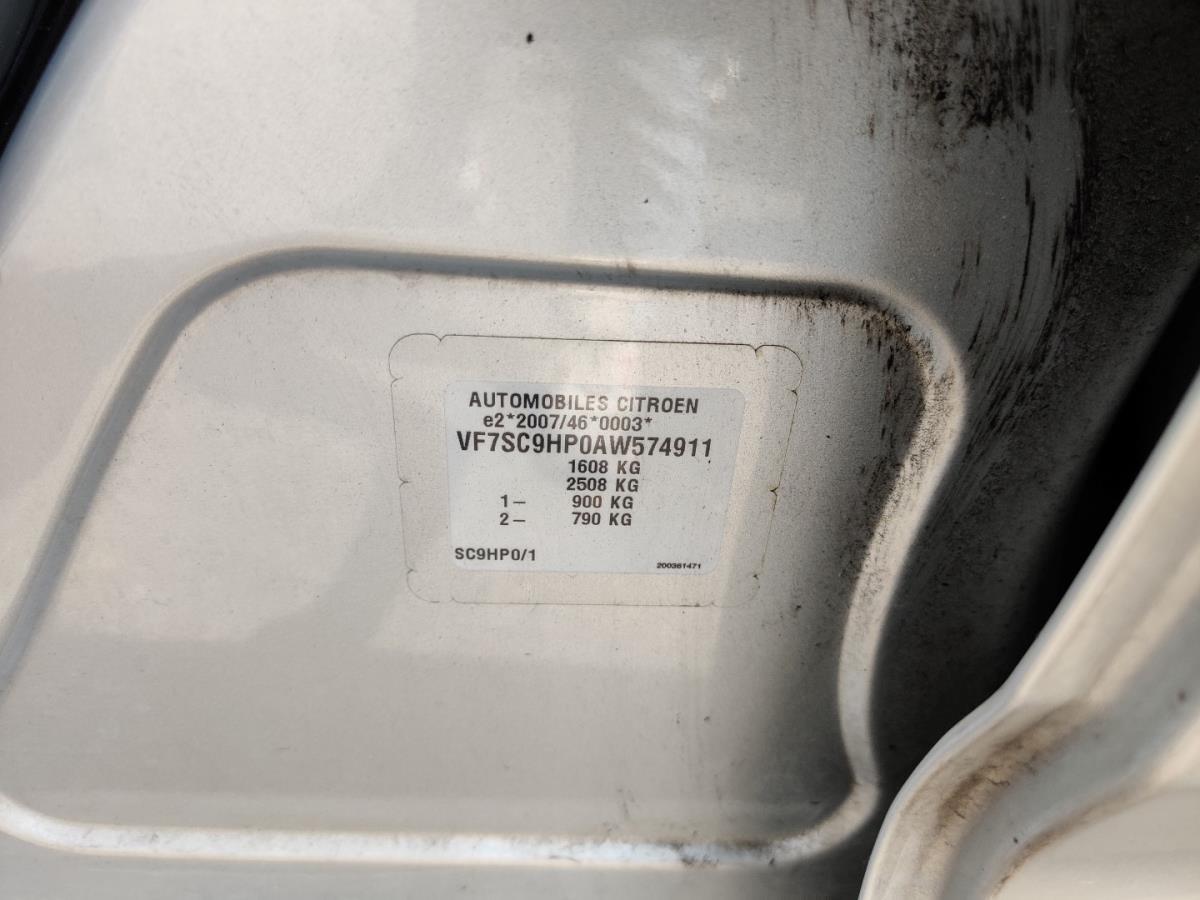 AUTOMOBILES CITROEN
e2*2007/46*0003*
VF7SC9HP0AW574911
1608 KG
2508 KG
1– 900 KG
2– 790 KG
SC9HP0/1
200361471